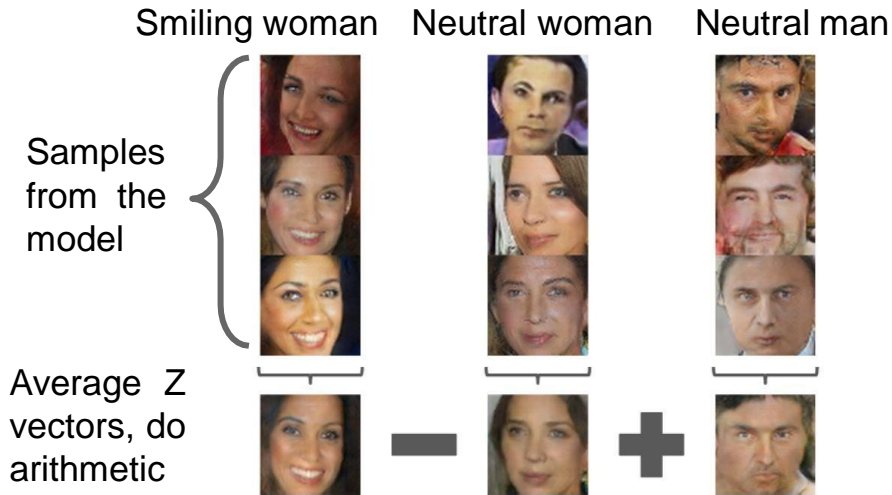 Smiling woman Neutral woman Neutral man
Samples
from the
model
Average Z
vectors, do
arithmetic